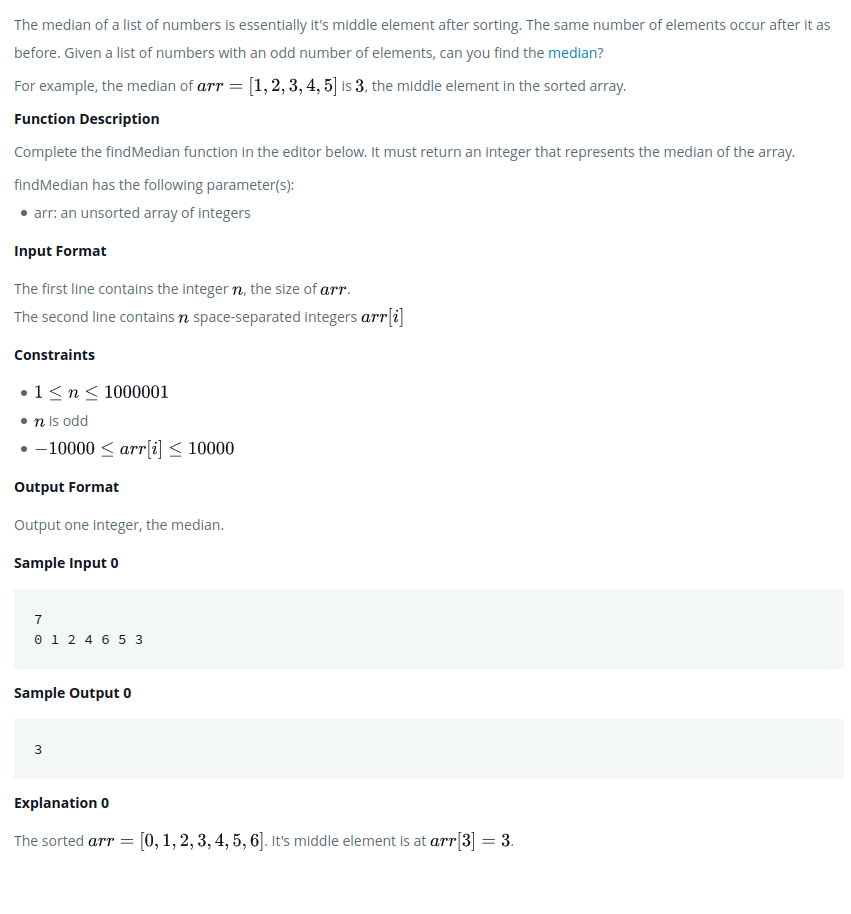 The median of a list of numbers is essentially it's middle element after sorting. The same number of elements occur after it as
before. Given a list of numbers with an odd number of elements, can you find the median?
For example, the median of arr = [1, 2, 3, 4, 5] is 3, the middle element in the sorted array.
Function Description
Complete the findMedian function in the editor below. It must return an integer that represents the median of the array.
findMedian has the following parameter(s):
• arr: an unsorted array of integers
Input Format
The first line contains the integer n, the size of arr.
The second line contains n space-separated integers arr[i]
Constraints
• 1 ≤ n ≤ 1000001
• n is odd
• −10000 ≤ arr[i] ≤ 10000
Output Format
Output one integer, the median.
Sample Input 0
7
0 1 2 4 6 5 3
Sample Output 0
3
Explanation 0
The sorted arr = [0, 1, 2, 3, 4, 5, 6]. It's middle element is at arr[3] = 3.